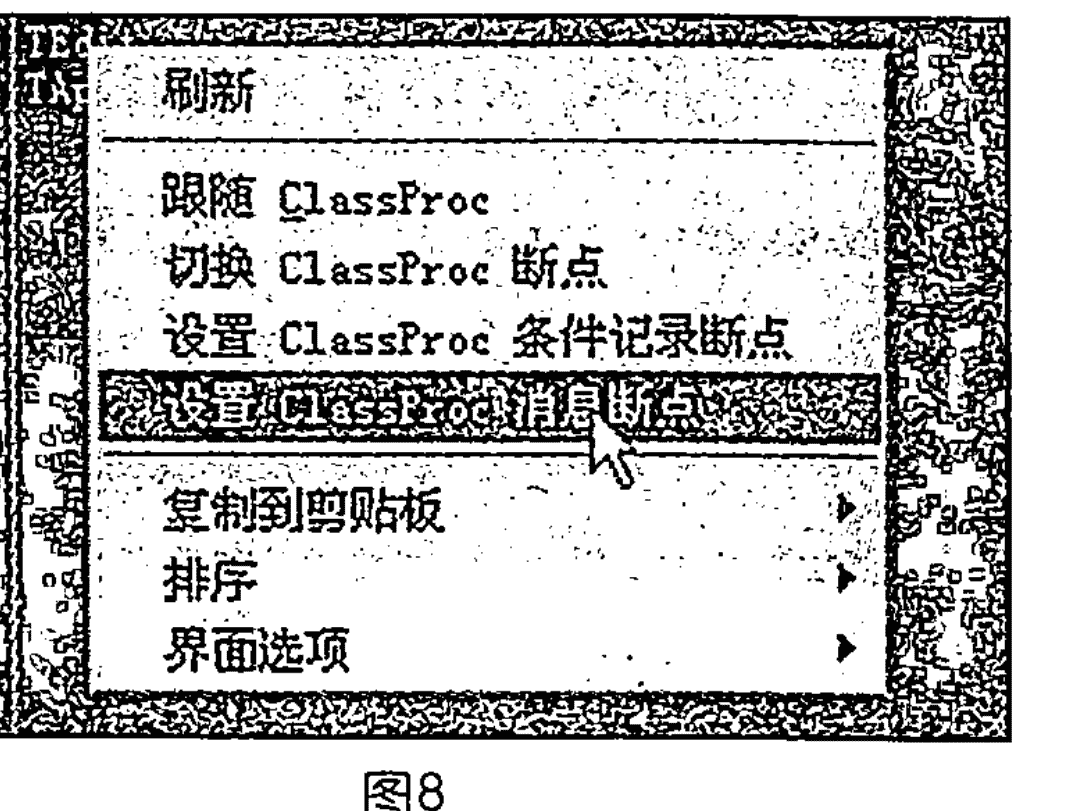 刷新
跟随 ClassProc
切换 ClassProc 断点
设置 ClassProc 条件记录断点
设置 ClassProc 消息断点
复制到剪贴板
排序
界面选项
图8